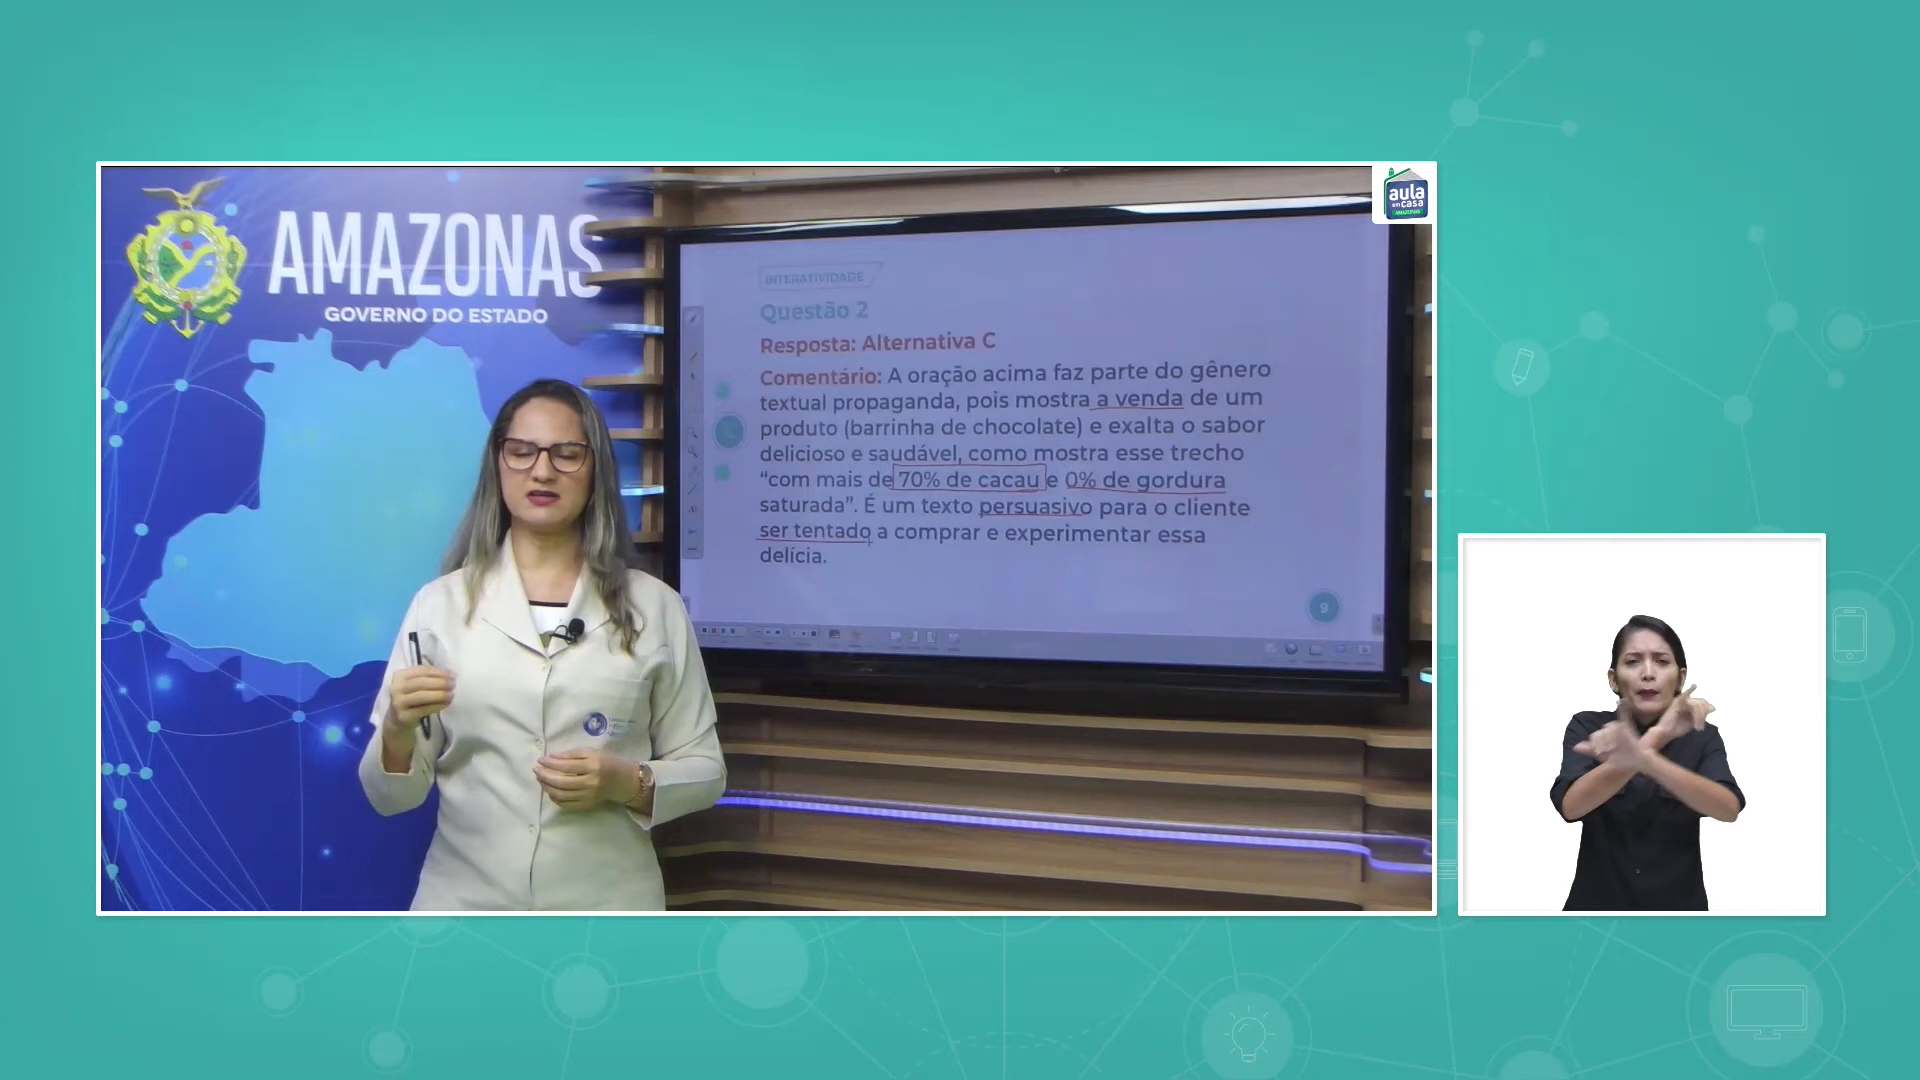 AMAZONAS
GOVERNO DO ESTADO
aula
em casa
AMAZONAS
INTERATIVIDADE
Questão 2
Resposta: Alternativa C
Comentário: A oração acima faz parte do gênero
textual propaganda, pois mostra a venda de um
produto (barrinha de chocolate) e exalta o sabor
delicioso e saudável, como mostra esse trecho
“com mais de 70% de cacau e 0% de gordura
saturada”. É um texto persuasivo para o cliente
ser tentado a comprar e experimentar essa
delícia.
9